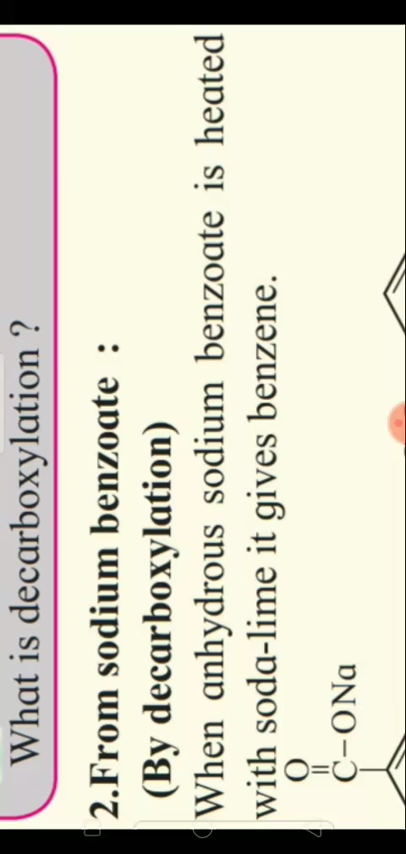 What is decarboxylation ?
2.From sodium benzoate :
(By decarboxylation)
When anhydrous sodium benzoate is heated
with soda-lime it gives benzene.
O
C–ONa